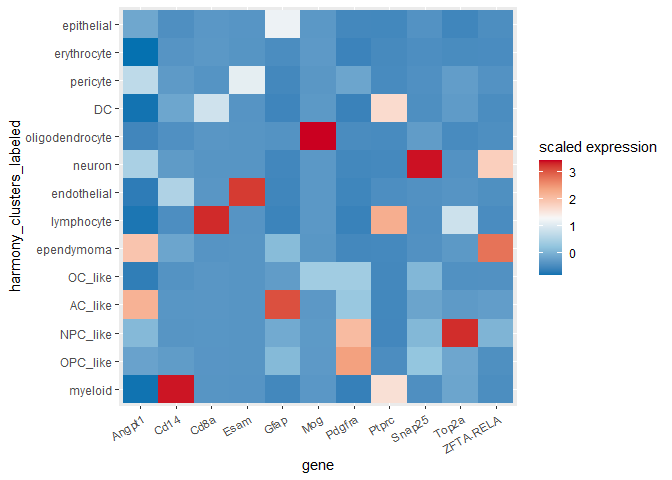 harmony_clusters_labeled
epithelial
erythrocyte
pericyte
DC
oligodendrocyte
neuron
endothelial
lymphocyte
ependymoma
OC_like
AC_like
NPC_like
OPC_like
myeloid
Angpt1
Cd14
Cd8a
Esam
Gfap
Mog
Pdgfra
Ptprc
Snap25
Top2a
ZFTA.RELA
gene
scaled expression
3
2
1
0